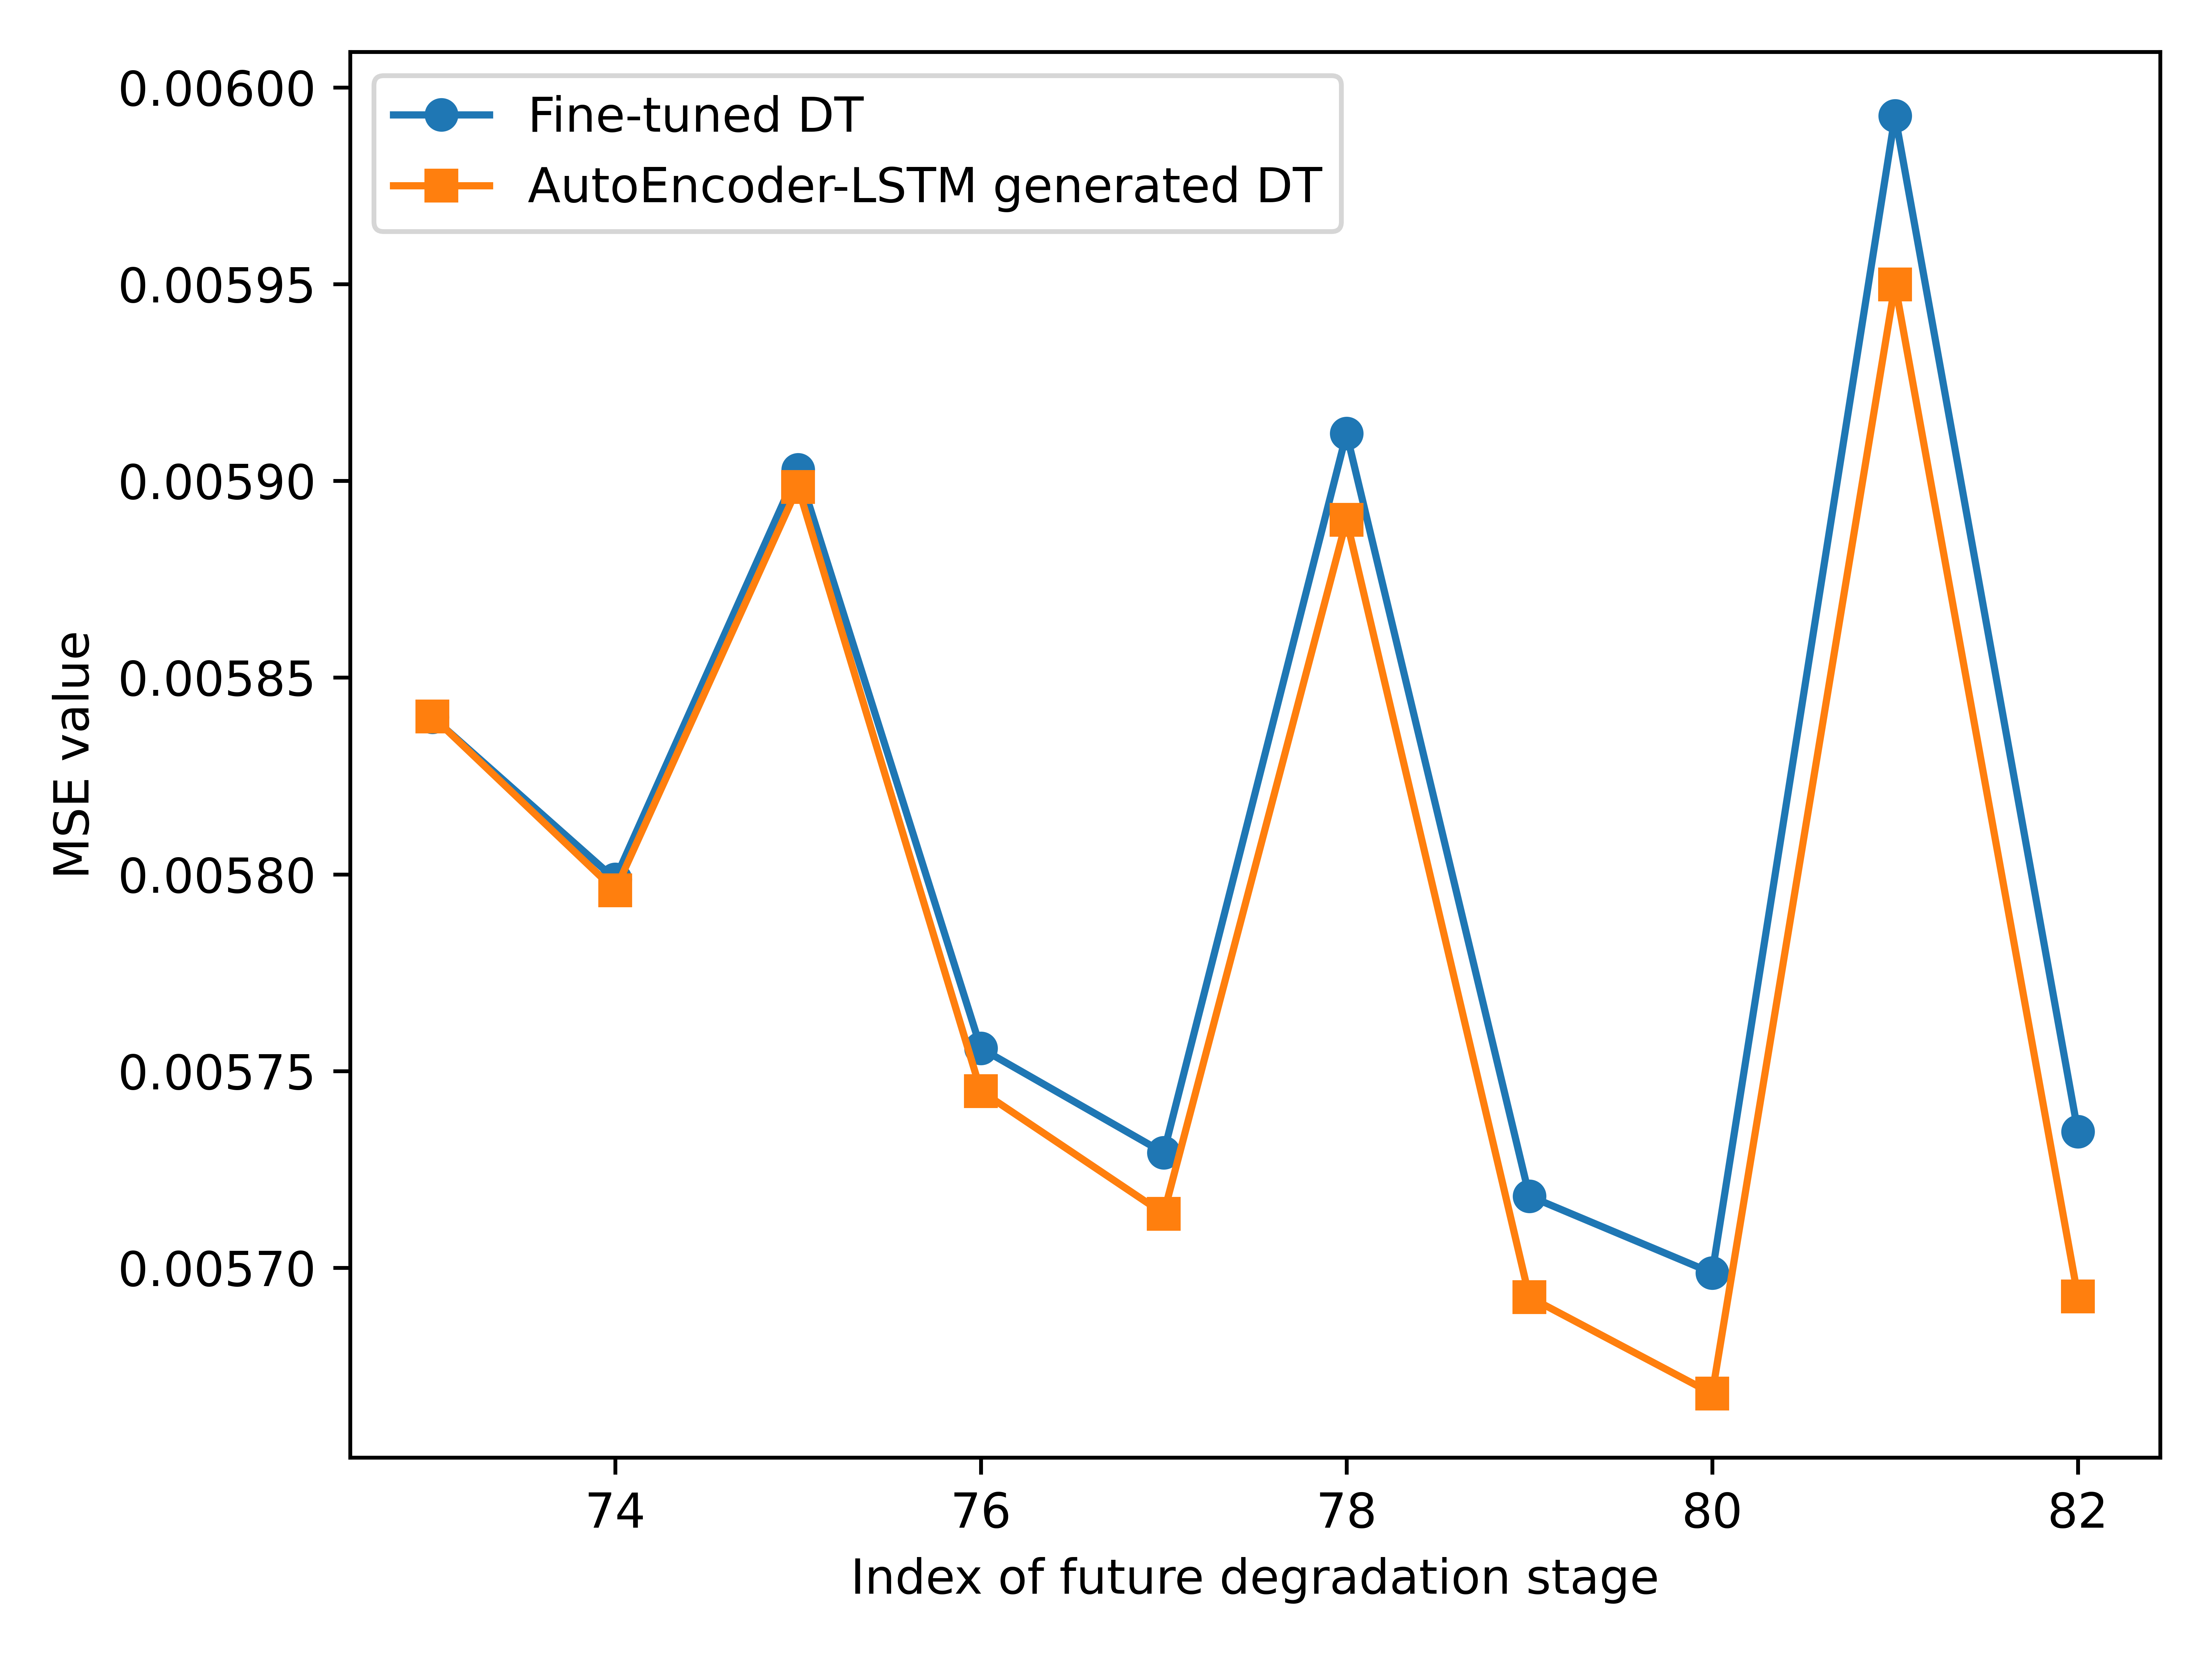 Fine-tuned DT
AutoEncoder-LSTM generated DT
MSE value
0.00600
0.00595
0.00590
0.00585
0.00580
0.00575
0.00570
74 76 78 80 82
Index of future degradation stage